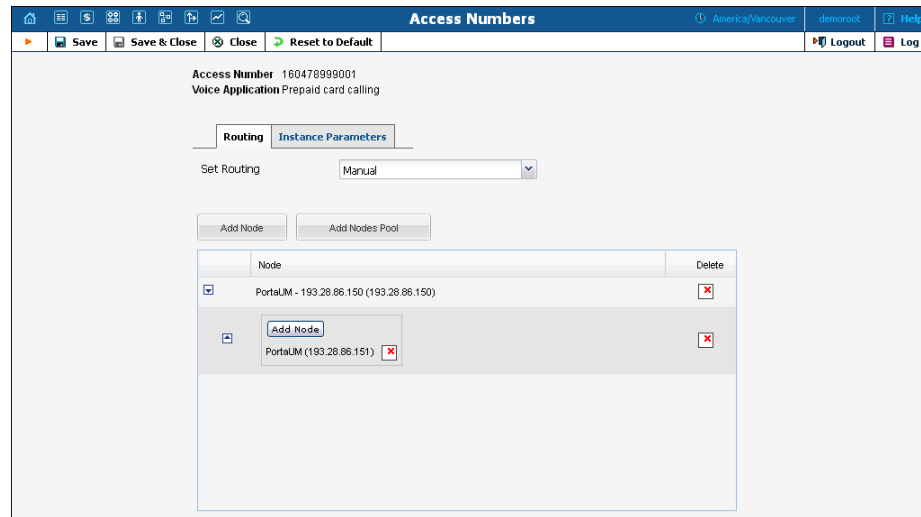 Access Numbers America/Vancouver demoroot Help
Save Save & Close Close Reset to Default Logout Log
Access Number 160478999001
Voice Application Prepaid card calling
Routing Instance Parameters
Set Routing Manual
Add Node Add Nodes Pool
Node Delete
PortaUM - 193.28.86.150 (193.28.86.150)
Add Node
PortaUM (193.28.86.151)